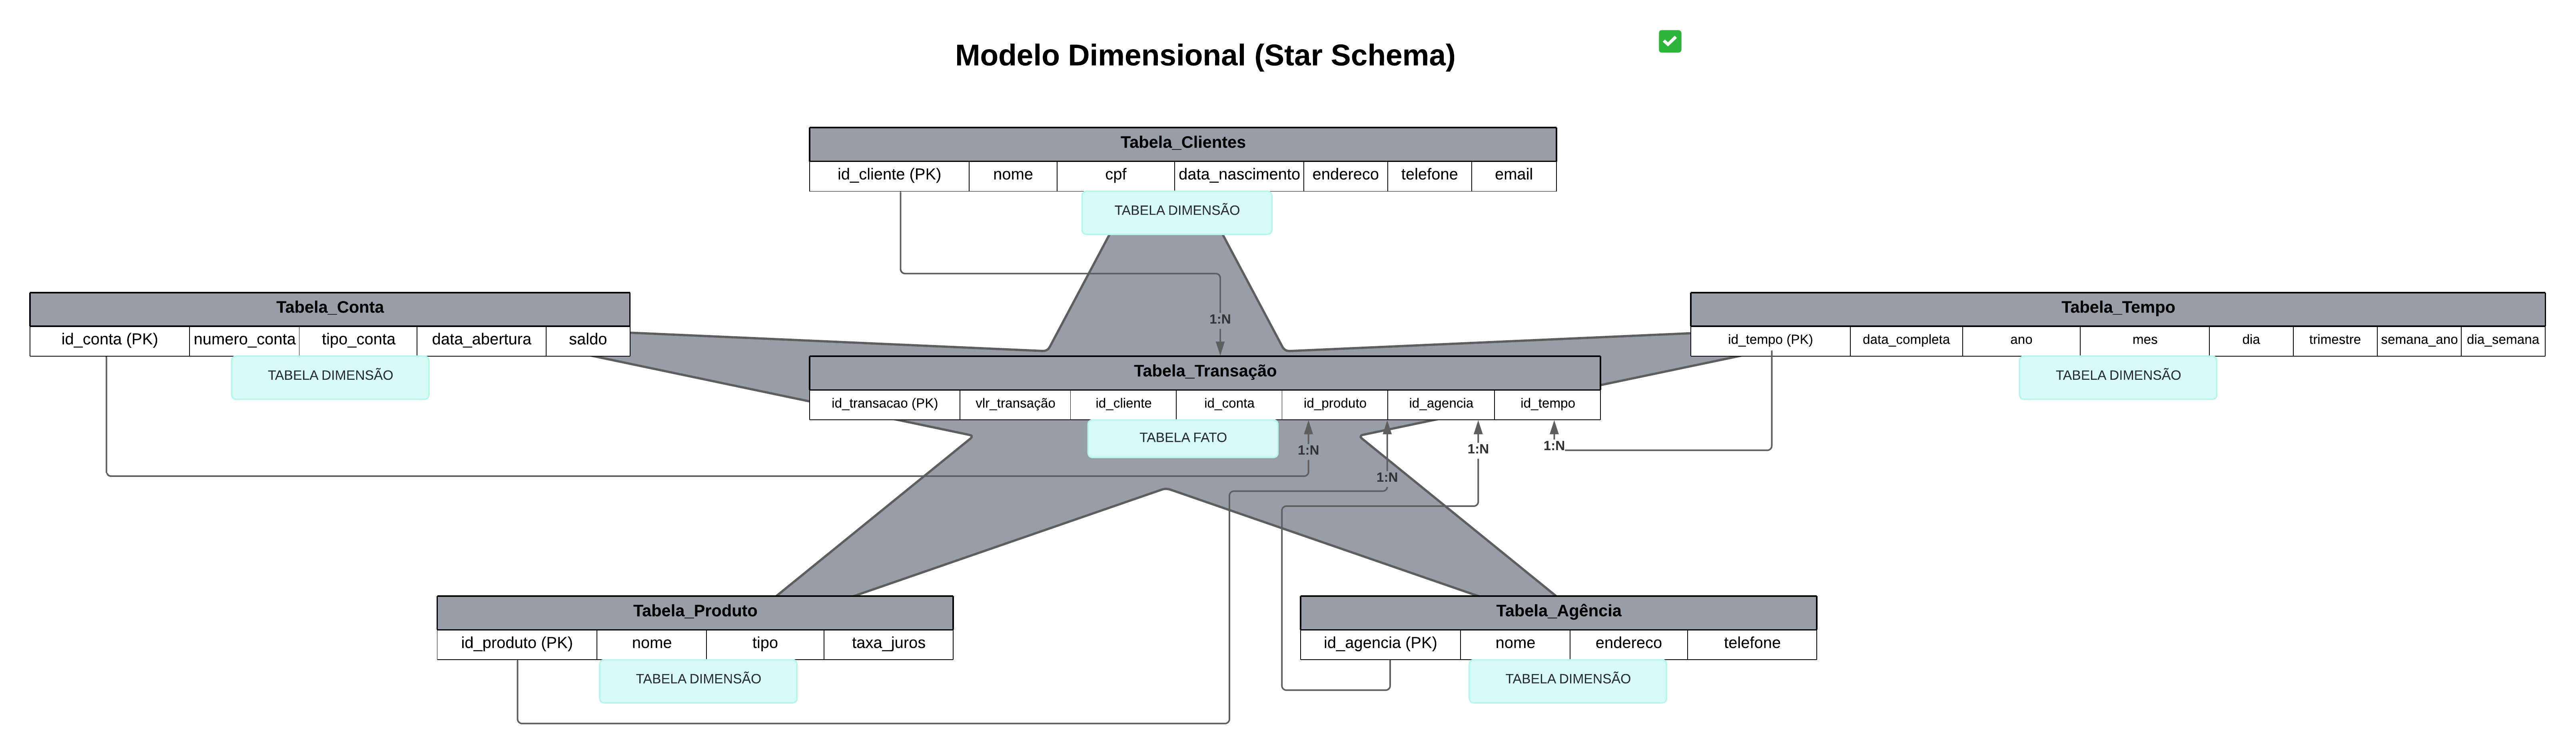 Modelo Dimensional (Star Schema)
Tabela_Clientes
id_cliente (PK) nome cpf data_nascimento endereco telefone email
TABELA DIMENSÃO
Tabela_Conta
id_conta (PK) numero_conta tipo_conta data_abertura saldo
TABELA DIMENSÃO
Tabela_Tempo
id_tempo (PK) data_completa ano mes dia trimestre semana_ano dia_semana
TABELA DIMENSÃO
1:N
Tabela_Transação
id_transacao (PK) vlr_transação id_cliente id_conta id_produto id_agencia id_tempo
TABELA FATO
1:N
1:N
1:N
1:N
Tabela_Produto
id_produto (PK) nome tipo taxa_juros
TABELA DIMENSÃO
Tabela_Agência
id_agencia (PK) nome endereco telefone
TABELA DIMENSÃO